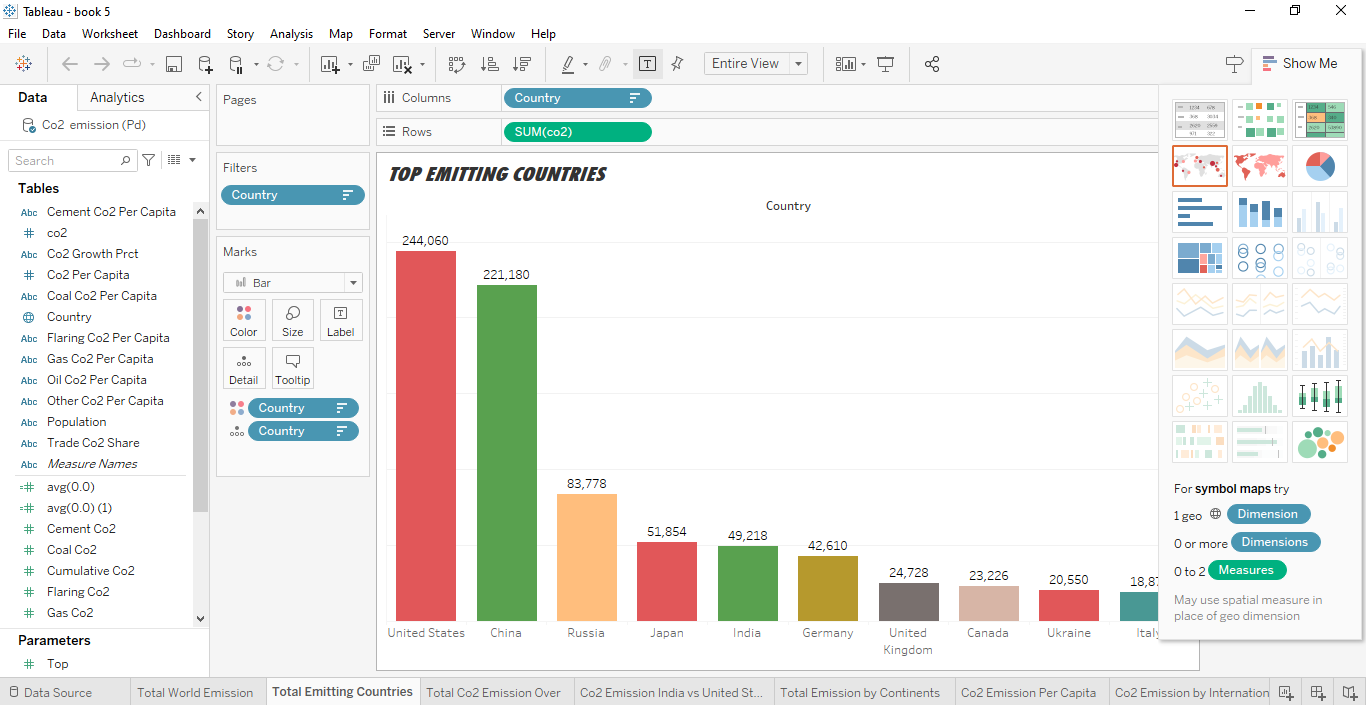 Tableau - book 5
File Data Worksheet Dashboard Story Analysis Map Format Server Window Help
Entire View
Show Me
Data Analytics
Co2 emission (Pd)
Search
Tables
Abc Cement Co2 Per Capita
# co2
Abc Co2 Growth Prct
# Co2 Per Capita
Abc Coal Co2 Per Capita
Country
Abc Flaring Co2 Per Capita
Abc Gas Co2 Per Capita
Abc Oil Co2 Per Capita
Abc Other Co2 Per Capita
Abc Population
Abc Trade Co2 Share
Abc Measure Names
=# avg(0.0)
=# avg(0.0) (1)
# Cement Co2
# Coal Co2
# Cumulative Co2
# Flaring Co2
# Gas Co2
Parameters
# Top
Pages
Filters
Country
Marks
Bar
Color Size Label
Detail Tooltip
Country
Country
Columns Country
Rows SUM(co2)
TOP EMITTING COUNTRIES
Country
244,060
221,180
83,778
51,854
49,218
42,610
24,728
23,226
20,550
18,87
United States China Russia Japan India Germany United Canada Ukraine Italy
Kingdom
For symbol maps try
1 geo Dimension
0 or more Dimensions
0 to 2 Measures
May use spatial measure in
place of geo dimension
Data Source Total World Emission Total Emitting Countries Total Co2 Emission Over Co2 Emission India vs United St... Total Emission by Continents Co2 Emission Per Capita Co2 Emission by Internation